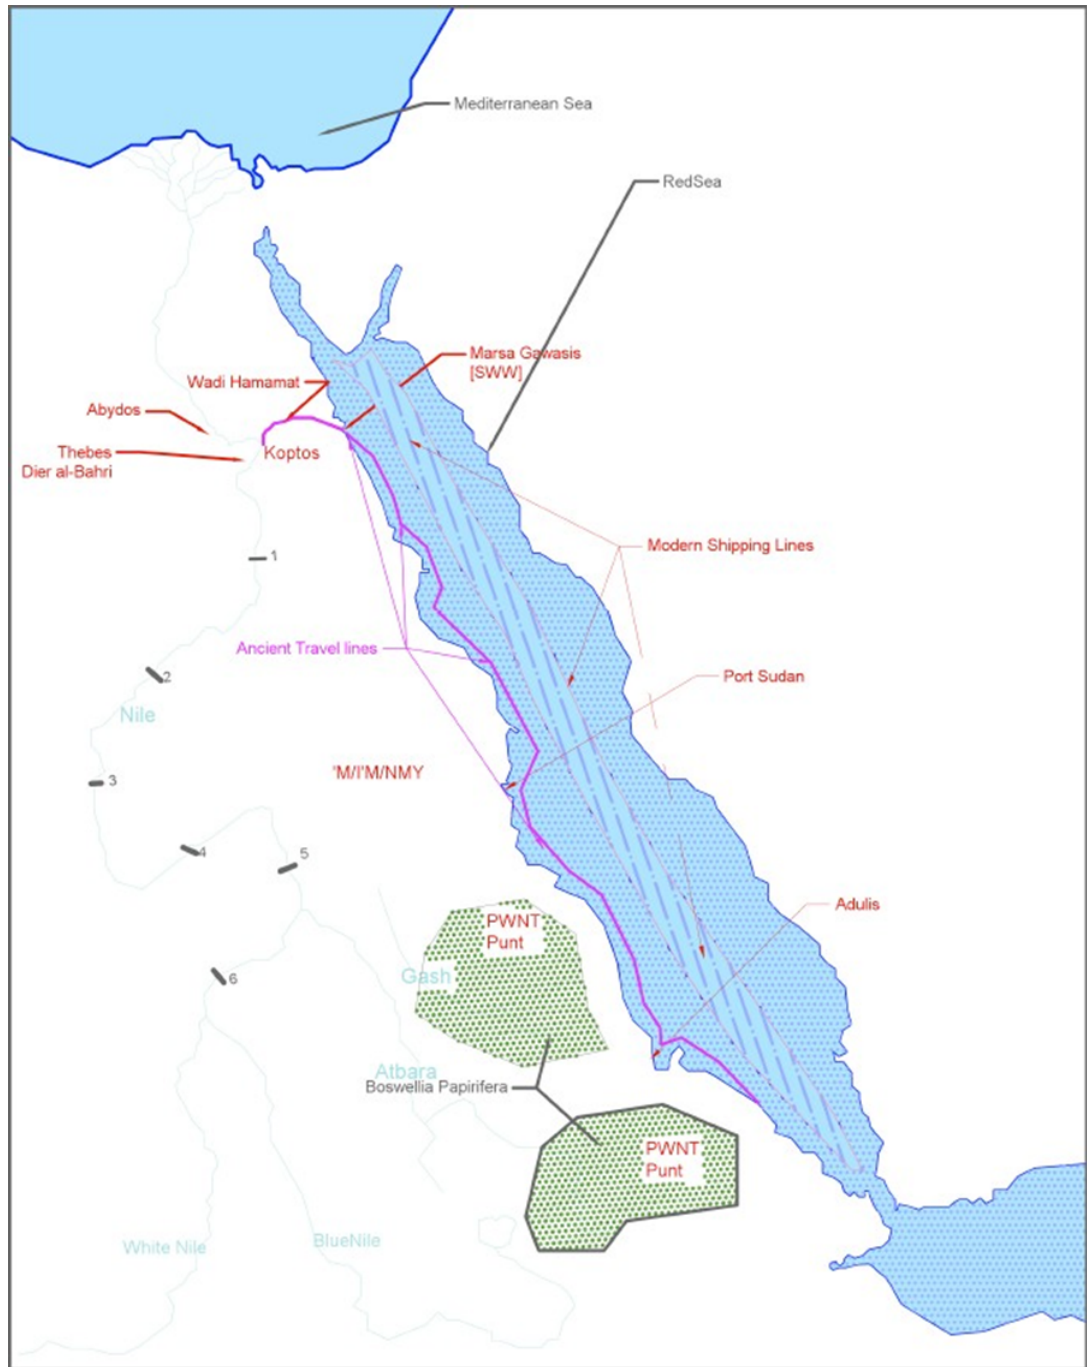 Mediterranean Sea
RedSea
Marsa Gawasis
[SWW]
Wadi Hamamat
Abydos
Koptos
Thebes
Dier al-Bahri
Modern Shipping Lines
1
Ancient Travel lines
2
Port Sudan
Nile
'M/I'M/NMY
3
4
5
Adulis
PWNT
Punt
Gash
6
Atbara
Boswellia Papirifera
PWNT
Punt
BlueNile
White Nile